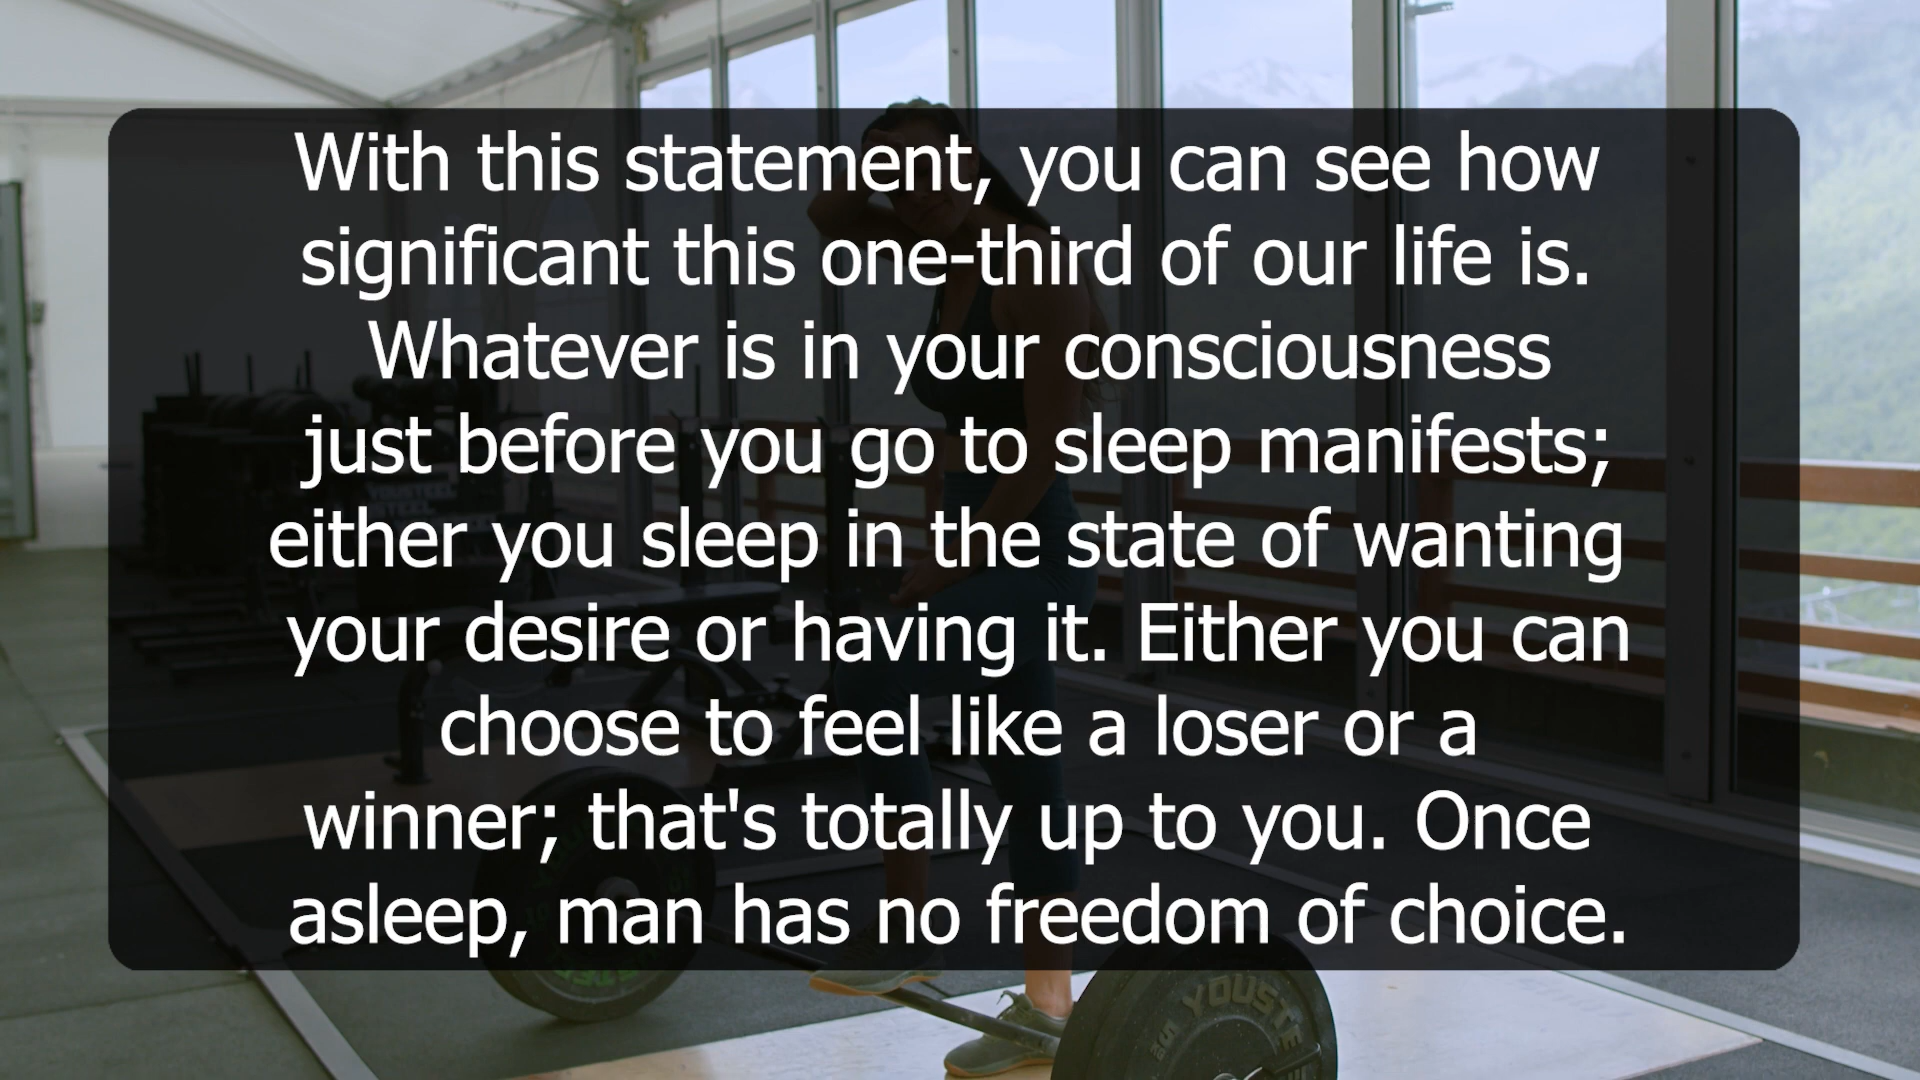 With this statement, you can see how
significant this one-third of our life is.
Whatever is in your consciousness
just before you go to sleep manifests;
either you sleep in the state of wanting
your desire or having it. Either you can
choose to feel like a loser or a
winner; that's totally up to you. Once
asleep, man has no freedom of choice.
YOUSTEEL